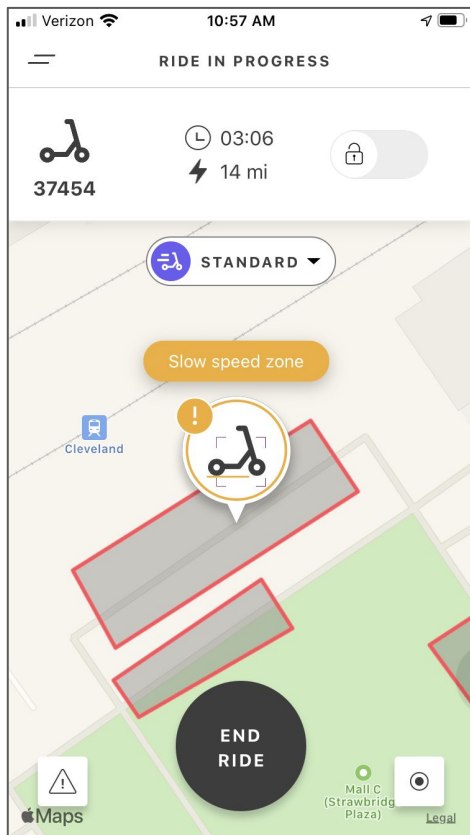 Verizon 10:57 AM
RIDE IN PROGRESS
03:06
14 mi
37454
STANDARD
Slow speed zone
Cleveland
END
RIDE
Mall C
(Strawbridg
Plaza)
Maps
Legal